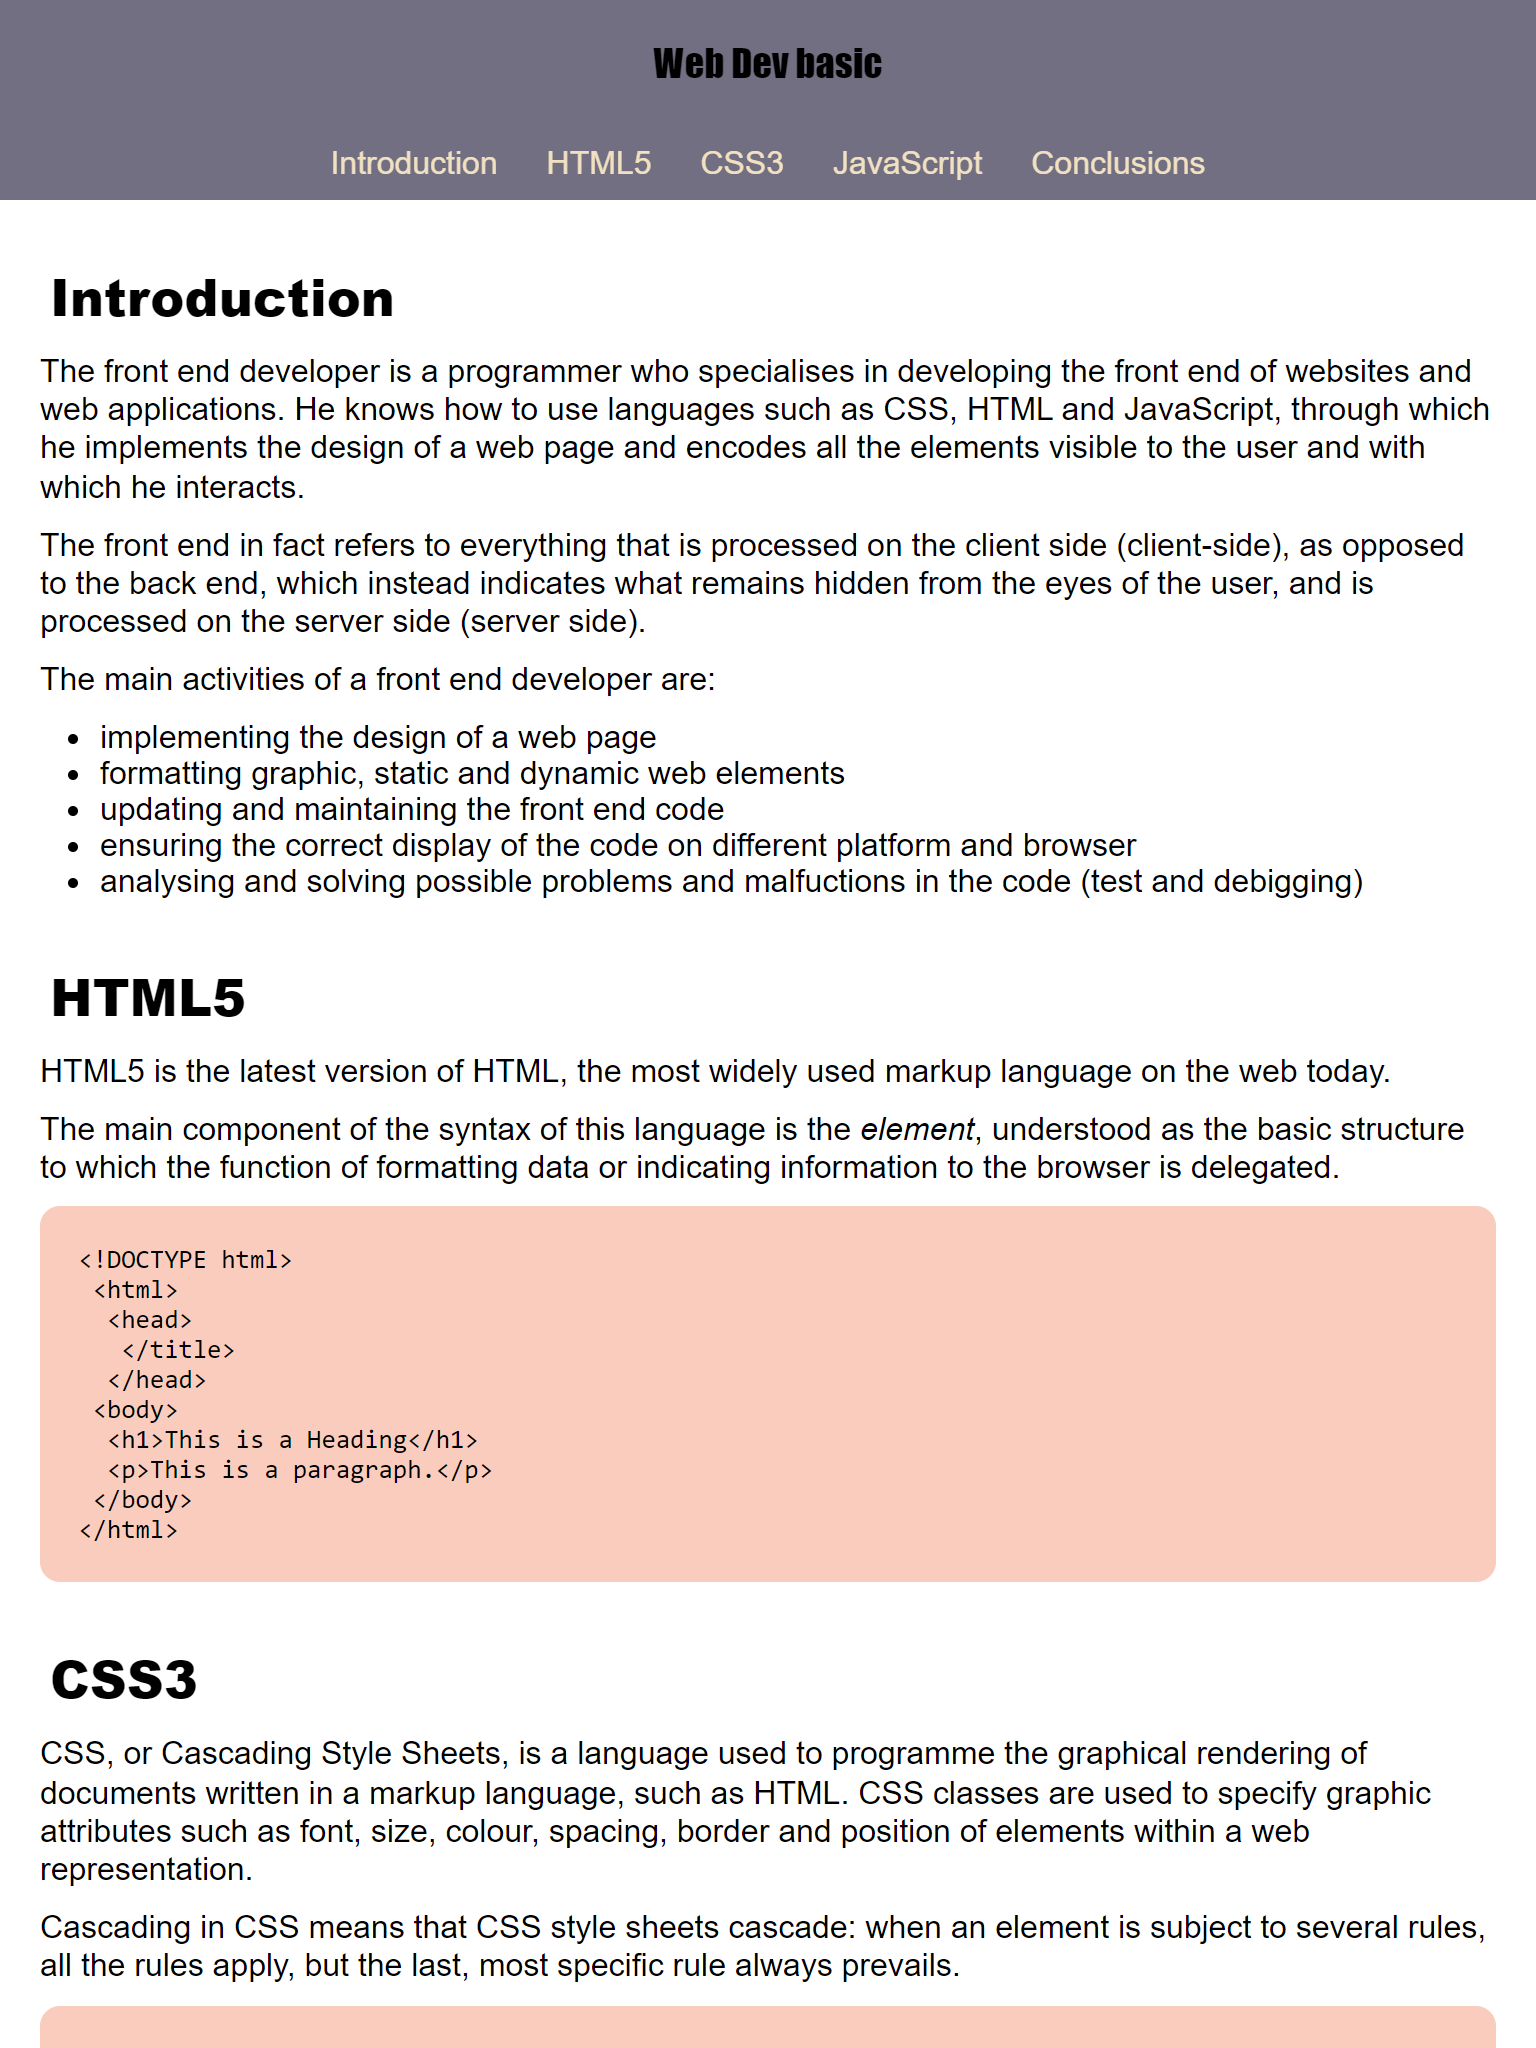 Web Dev basic
Introduction HTML5 CSS3 JavaScript Conclusions
Introduction
The front end developer is a programmer who specialises in developing the front end of websites and
web applications. He knows how to use languages such as CSS, HTML and JavaScript, through which
he implements the design of a web page and encodes all the elements visible to the user and with
which he interacts.
The front end in fact refers to everything that is processed on the client side (client-side), as opposed
to the back end, which instead indicates what remains hidden from the eyes of the user, and is
processed on the server side (server side).
The main activities of a front end developer are:
• implementing the design of a web page
• formatting graphic, static and dynamic web elements
• updating and maintaining the front end code
• ensuring the correct display of the code on different platform and browser
• analysing and solving possible problems and malfuctions in the code (test and debigging)
HTML5
HTML5 is the latest version of HTML, the most widely used markup language on the web today.
The main component of the syntax of this language is the element, understood as the basic structure
to which the function of formatting data or indicating information to the browser is delegated.
<!DOCTYPE html>
<html>
<head>
</title>
</head>
<body>
<h1>This is a Heading</h1>
<p>This is a paragraph.</p>
</body>
</html>
CSS3
CSS, or Cascading Style Sheets, is a language used to programme the graphical rendering of
documents written in a markup language, such as HTML. CSS classes are used to specify graphic
attributes such as font, size, colour, spacing, border and position of elements within a web
representation.
Cascading in CSS means that CSS style sheets cascade: when an element is subject to several rules,
all the rules apply, but the last, most specific rule always prevails.